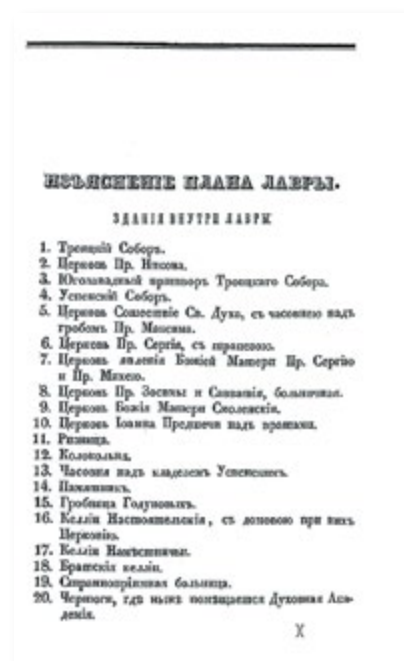 ИЗЪЯСНЕНІЕ ПЛАНА ЛАВРЫ.
ЗДАНІЯ ВНУТРИ ЛАВРЫ
1. Троицкій Соборъ.
2. Церковь Пр. Никона.
3. Югозападный притворъ Троицкаго Собора.
4. Успенскій Соборъ.
5. Церковь Сошествія Св. Духа, съ часовнею надъ
гробомъ Пр. Максима.
6. Церковь Пр. Сергія, съ трапезою.
7. Церковь явленія Божіей Матери Пр. Сергію
и Пр. Михею.
8. Церковь Пр. Зосимы и Савватія, больничная.
9. Церковь Божія Матери Смоленскія.
10. Церковь Іоанна Предтечи надъ вратами.
11. Ризница.
12. Колокольня.
13. Часовня надъ кладеземъ Успенскимъ.
14. Памятникъ.
15. Гробница Годуновыхъ.
16. Келліи Настоятельскія, съ домовою при нихъ
Церковію.
17. Келліи Намѣстничьи.
18. Братскія келліи.
19. Страннопріимная больница.
20. Чертоги, гдѣ нынѣ помѣщается Духовная Ака-
демія.
X